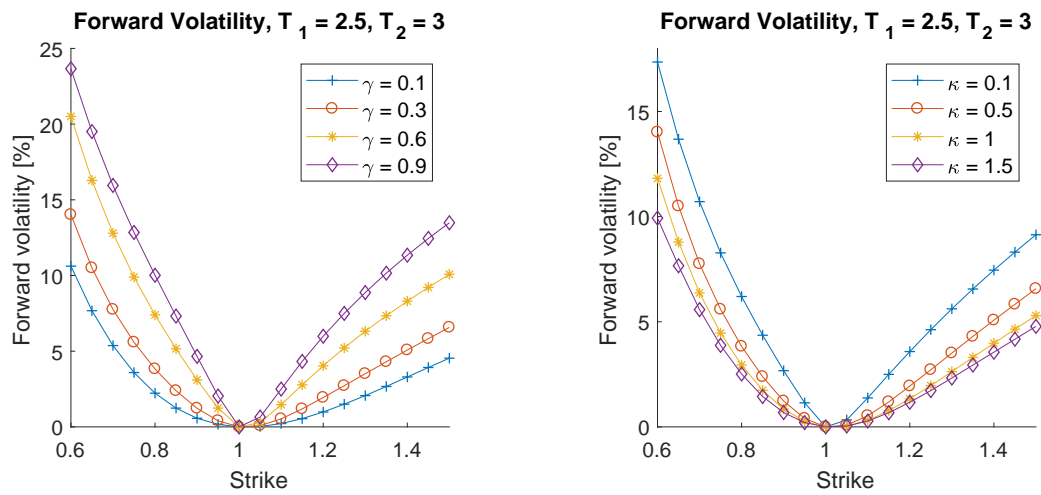 Forward Volatility, T 1 = 2.5, T 2 = 3
25
20
15
10
5
0
Forward volatility [%]
0.6 0.8 1 1.2 1.4
Strike
γ = 0.1
γ = 0.3
γ = 0.6
γ = 0.9
Forward Volatility, T 1 = 2.5, T 2 = 3
15
10
5
0
Forward volatility [%]
0.6 0.8 1 1.2 1.4
Strike
κ = 0.1
κ = 0.5
κ = 1
κ = 1.5